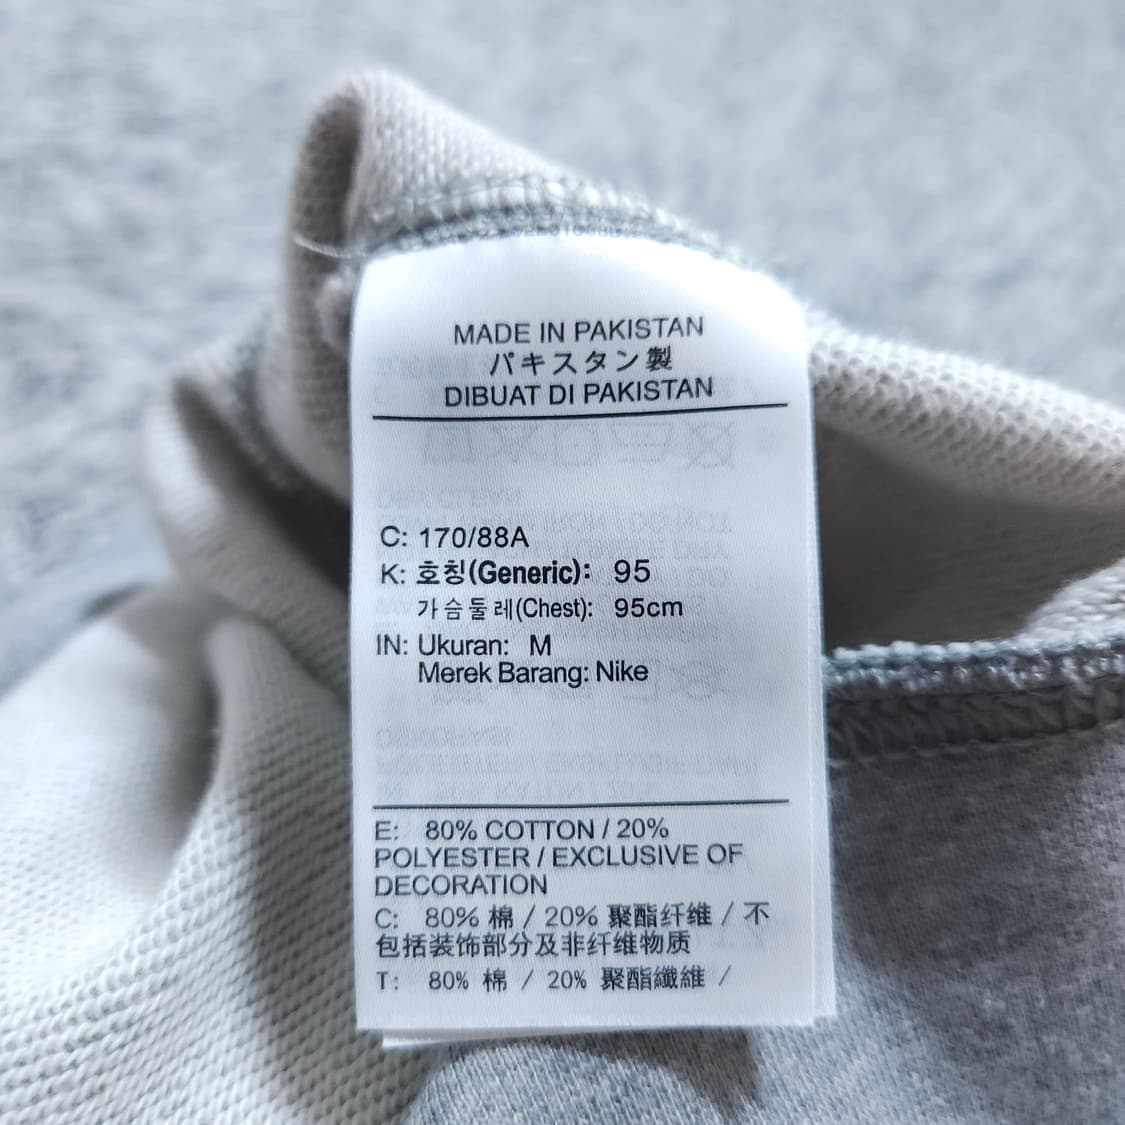 MADE IN PAKISTAN
パキスタン製
DIBUAT DI PAKISTAN
C: 170/88A
K: 호칭(Generic): 95
가슴둘레(Chest): 95cm
IN: Ukuran: M
Merek Barang: Nike
E: 80% COTTON / 20%
POLYESTER / EXCLUSIVE OF
DECORATION
C: 80% 棉 / 20% 聚酯纤维 / 不
包括装饰部分及非纤维物质
T: 80% 棉 / 20% 聚酯纖維 /